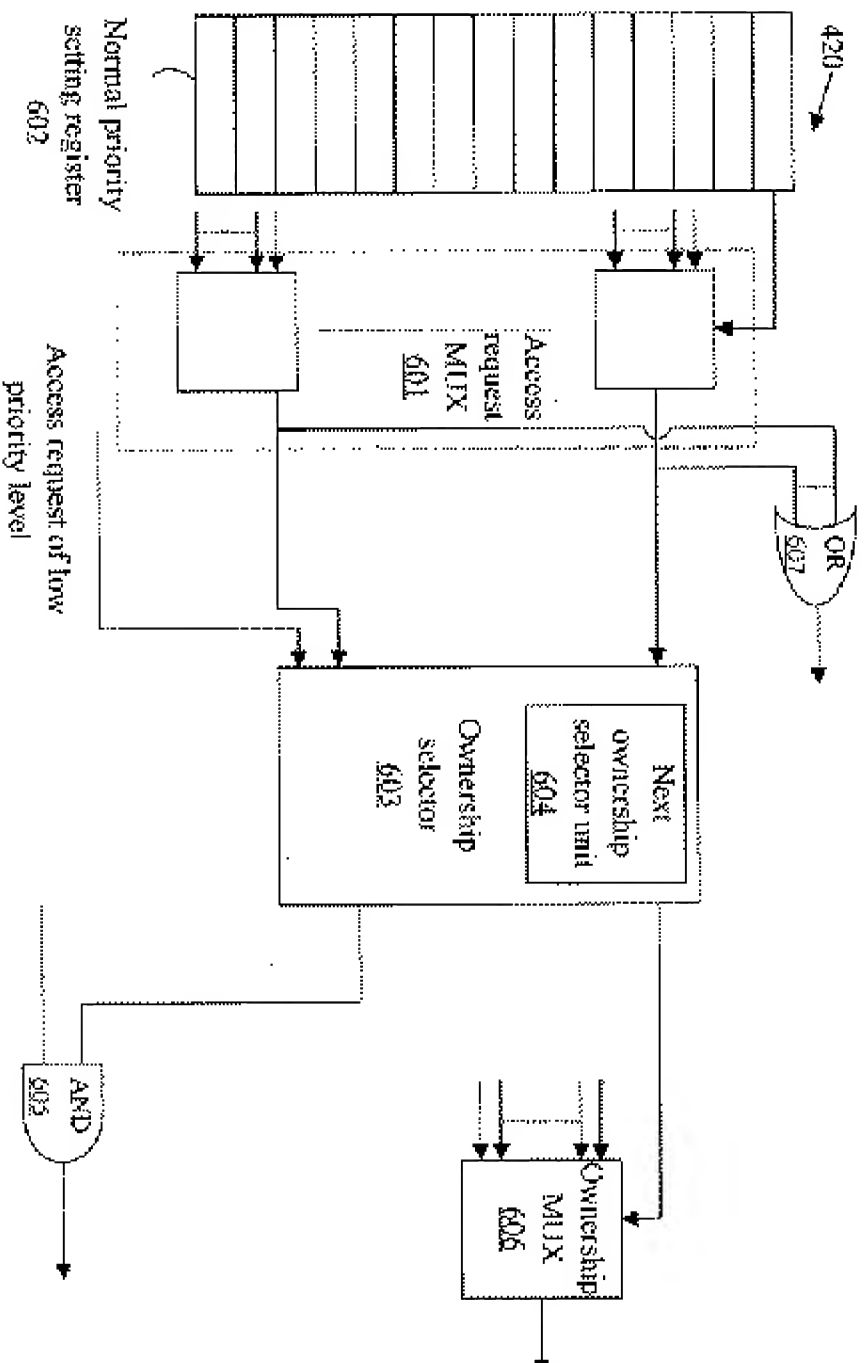 420
Normal priority
setting register
602
Access
request
MUX
601
OR
607
Access request of low
priority level
Next
ownership
selector unit
604
Ownership
selector
603
AND
605
Ownership
MUX
606